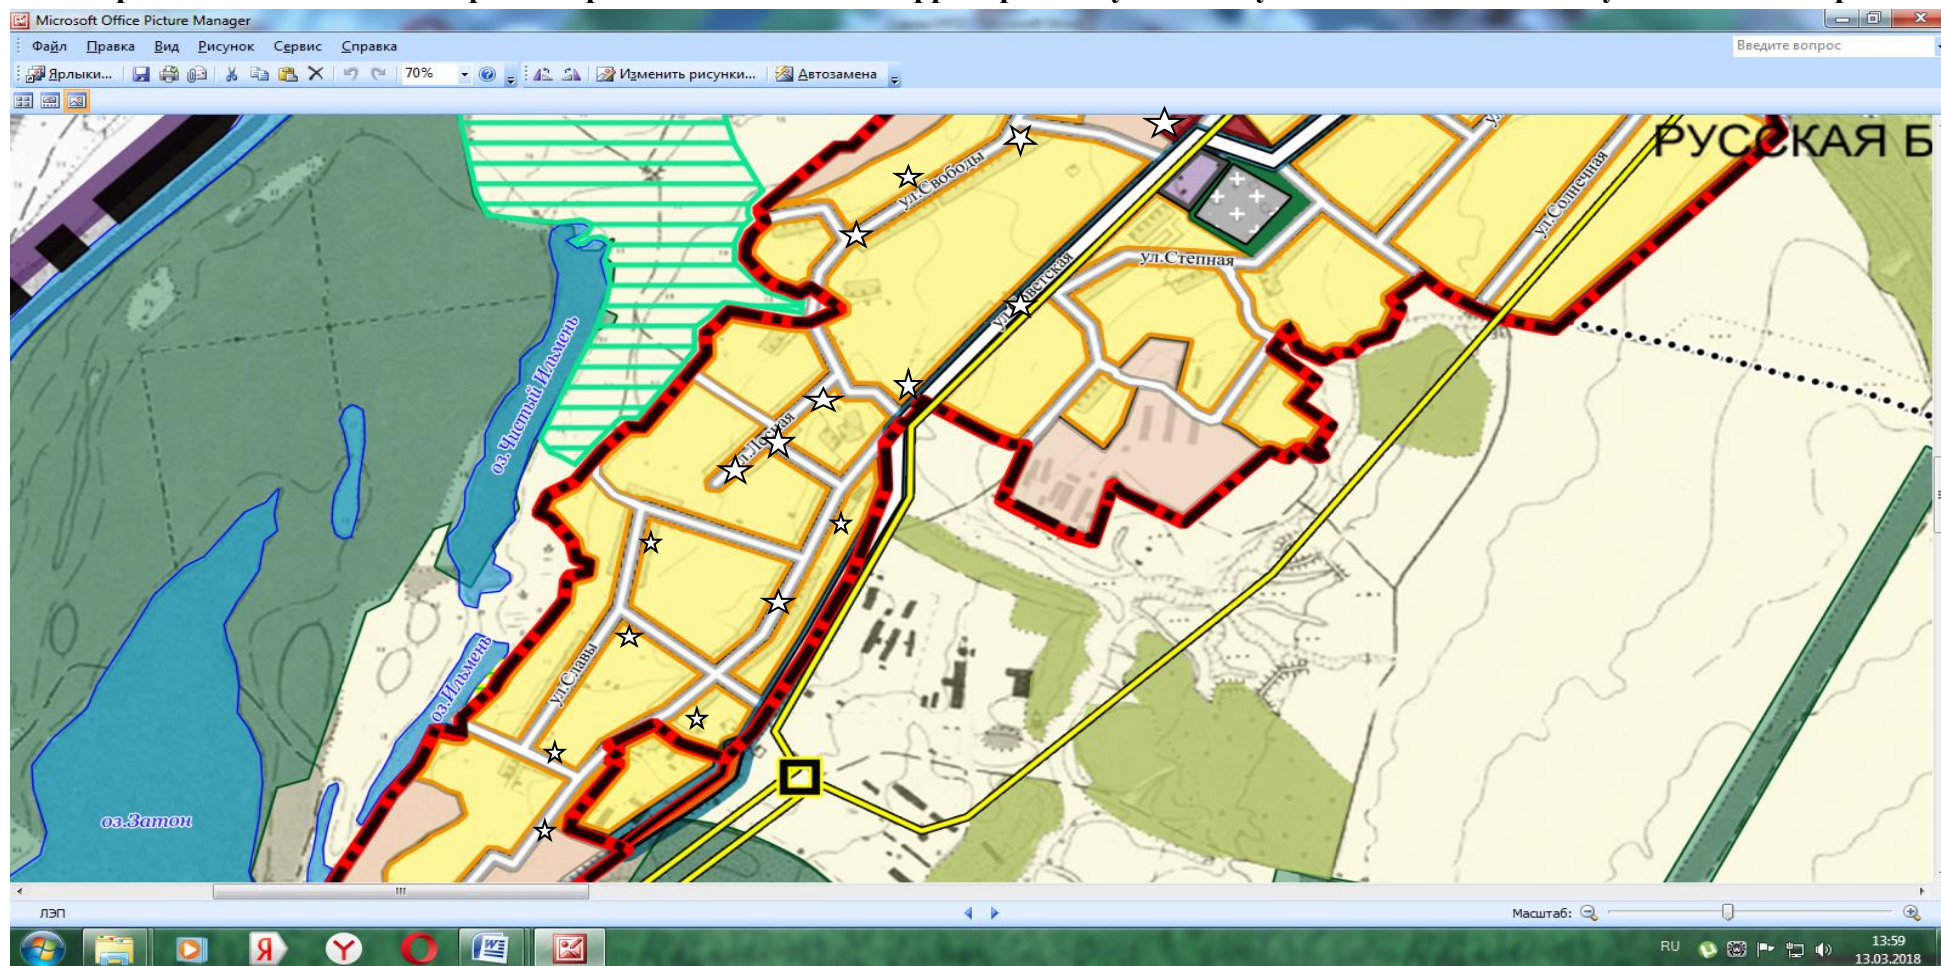 Microsoft Office Picture Manager
Файл Правка Вид Рисунок Сервис Справка
Введите вопрос
Ярлыки... 70% Изменить рисунки... Автозамена
РУССКАЯ Б
ул.Свободы
ул.Солнечная
ул.Степная
оз.Чистый Ильмень
ул.Славы
оз.Ильмень
оз.Затон
ЛЭП
Масштаб:
RU
13:59
13.03.2018